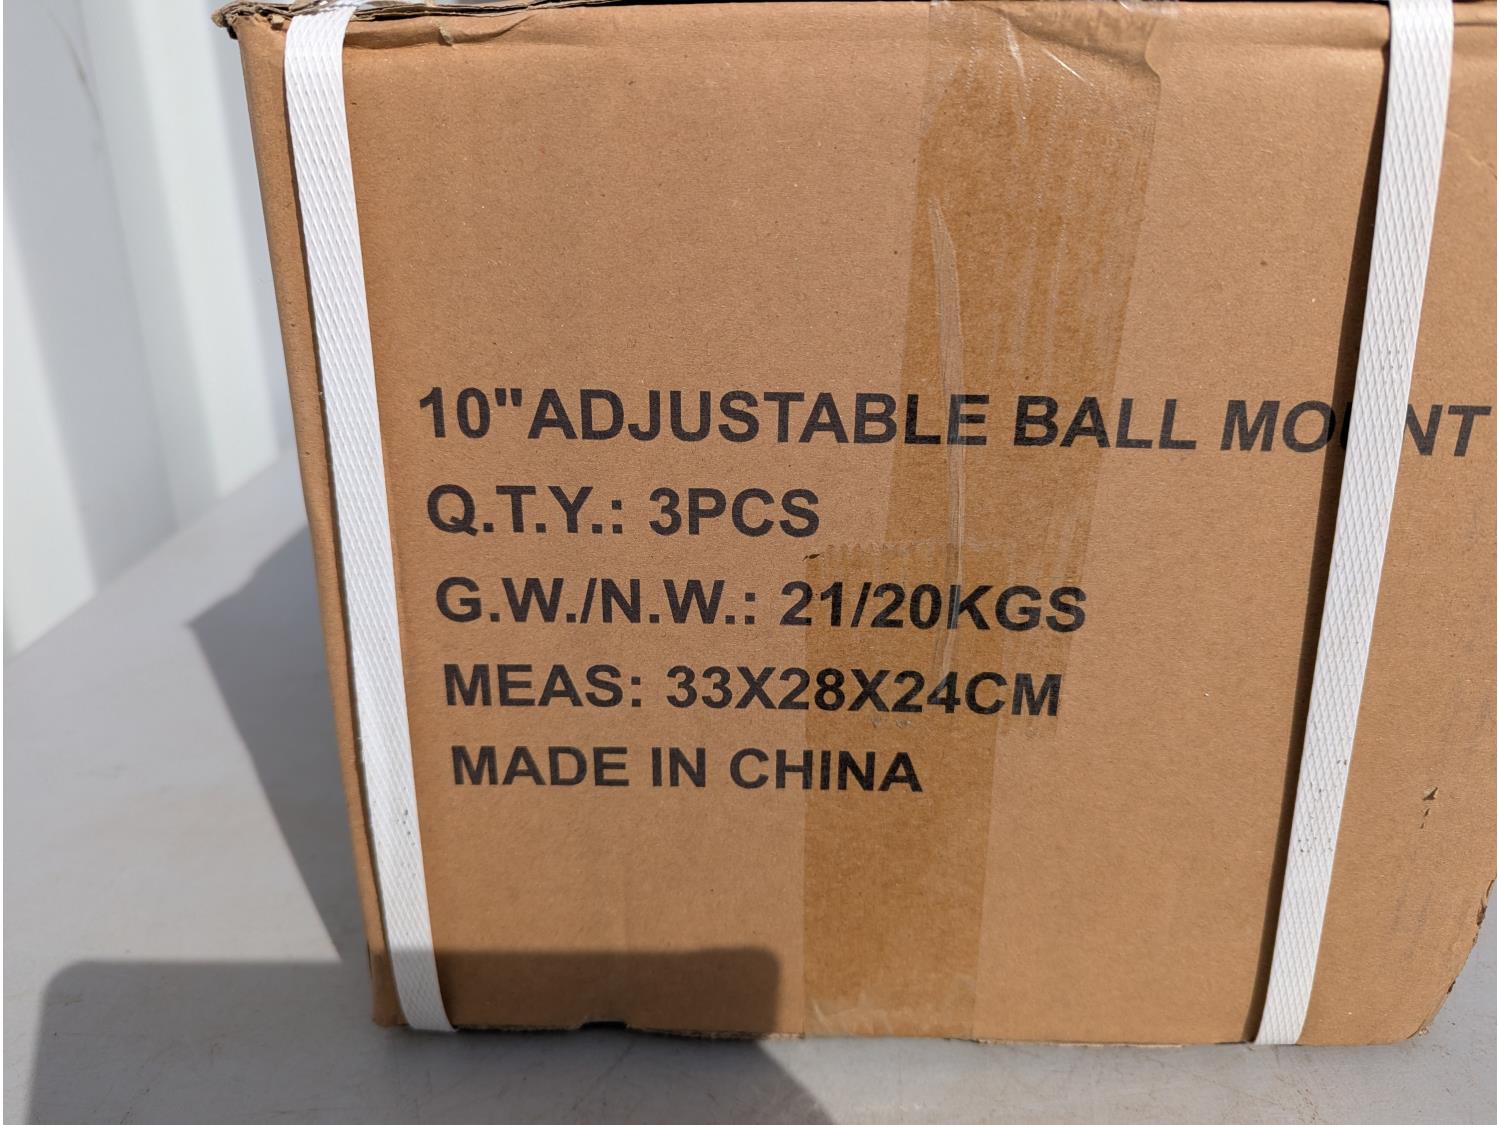 10"ADJUSTABLE BALL MOUNT
Q.T.Y.: 3PCS
G.W./N.W.: 21/20KGS
MEAS: 33X28X24CM
MADE IN CHINA